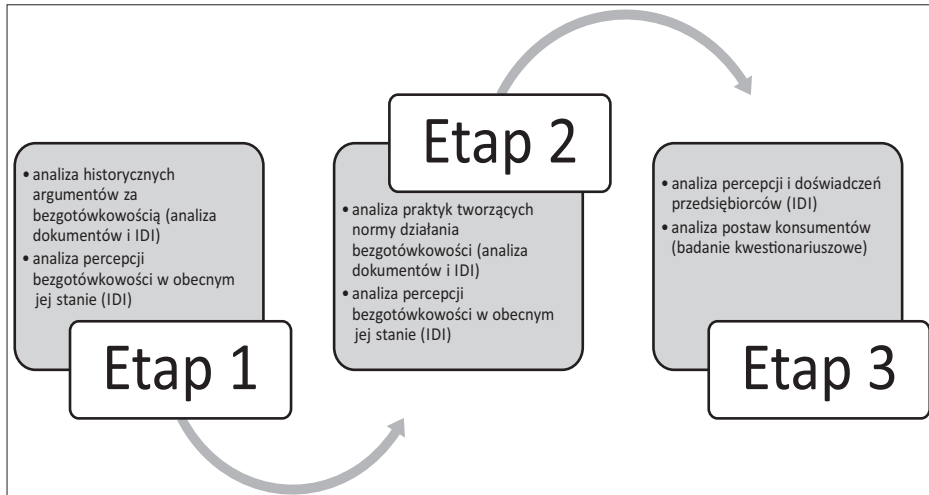 • analiza historycznych
argumentów za
bezgotówkowością (analiza
dokumentów i IDI)
• analiza percepcji
bezgotówkowości w obecnym
jej stanie (IDI)
Etap 1
Etap 2
• analiza praktyk tworzących
normy działania
bezgotówkowości (analiza
dokumentów i IDI)
• analiza percepcji
bezgotówkowości w obecnym
jej stanie (IDI)
• analiza percepcji i doświadczeń
przedsiębiorców (IDI)
• analiza postaw konsumentów
(badanie kwestionariuszowe)
Etap 3